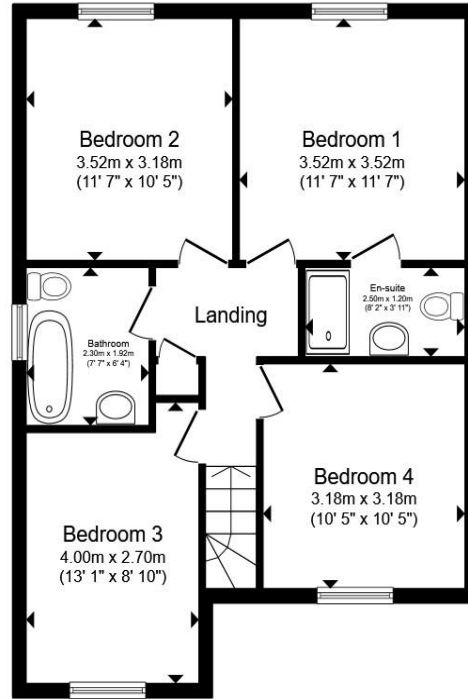 Bedroom 2
3.52m x 3.18m
(11' 7" x 10' 5")
Bedroom 1
3.52m x 3.52m
(11' 7" x 11' 7")
Landing
En-suite
2.50m x 1.20m
(8' 2" x 3' 11")
Bathroom
2.30m x 1.92m
(7' 7" x 6' 4")
Bedroom 4
3.18m x 3.18m
(10' 5" x 10' 5")
Bedroom 3
4.00m x 2.70m
(13' 1" x 8' 10")